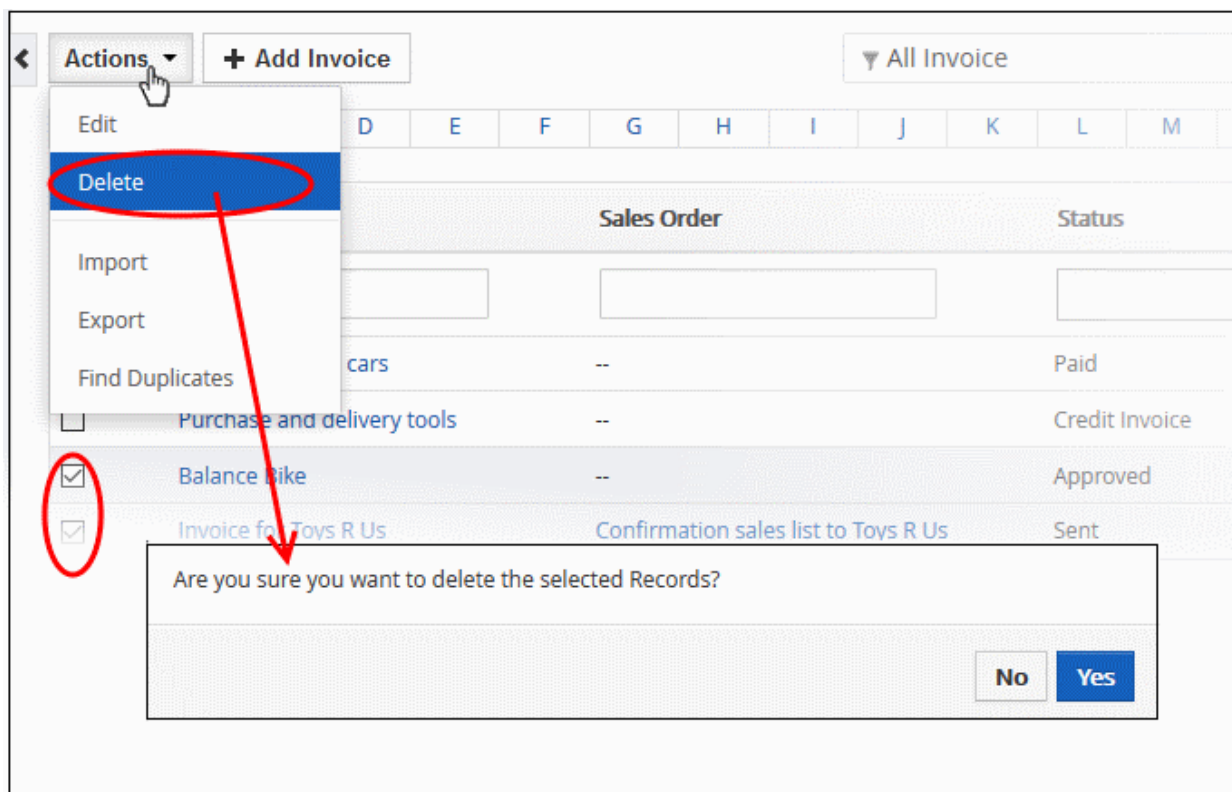 Actions + Add Invoice All Invoice
Edit
D E F G H I J K L M
Delete
Sales Order Status
Import
Export
Find Duplicates
cars -- Paid
Purchase and delivery tools -- Credit Invoice
Balance Bike -- Approved
Invoice for Toys R Us Confirmation sales list to Toys R Us Sent
Are you sure you want to delete the selected Records?
No Yes